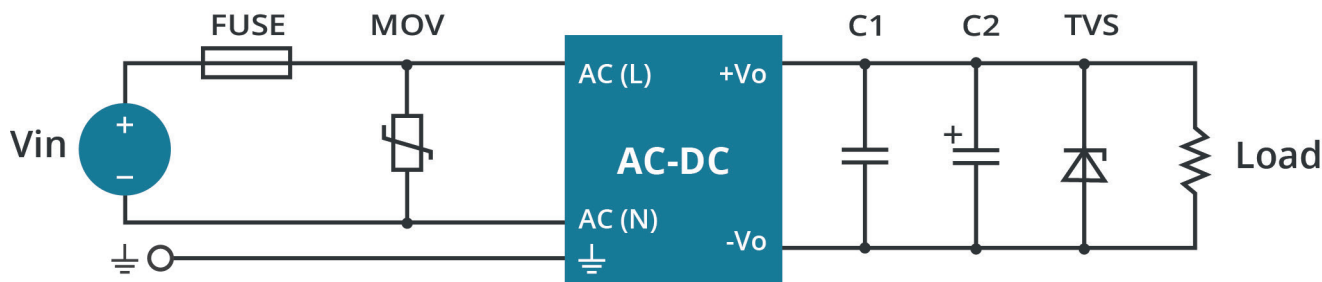 FUSE MOV C1 C2 TVS
AC (L) +Vo
+
Vin
−
AC-DC
+
Load
AC (N) -Vo